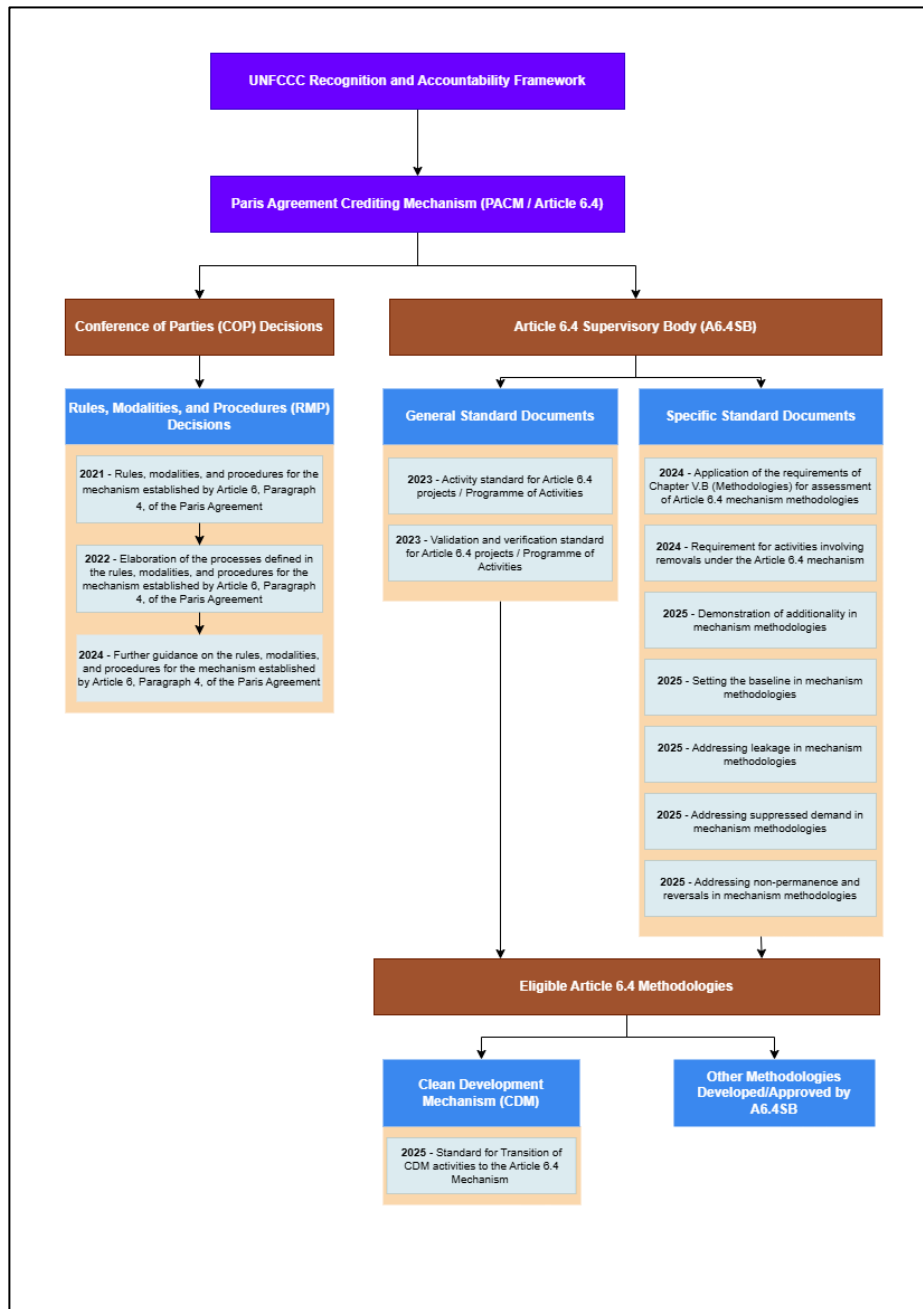 UNFCCC Recognition and Accountability Framework
Paris Agreement Crediting Mechanism (PACM / Article 6.4)
Conference of Parties (COP) Decisions
Article 6.4 Supervisory Body (A6.4SB)
Rules, Modalities, and Procedures (RMP)
Decisions
2021 - Rules, modalities, and procedures for the
mechanism established by Article 6, Paragraph
4, of the Paris Agreement
2022 - Elaboration of the processes defined in
the rules, modalities, and procedures for the
mechanism established by Article 6, Paragraph
4, of the Paris Agreement
2024 - Further guidance on the rules, modalities,
and procedures for the mechanism established
by Article 6, Paragraph 4, of the Paris Agreement
General Standard Documents
2023 - Activity standard for Article 6.4
projects / Programme of Activities
2023 - Validation and verification standard
for Article 6.4 projects / Programme of
Activities
Specific Standard Documents
2024 - Application of the requirements of
Chapter V.B (Methodologies) for assessment
of Article 6.4 mechanism methodologies
2024 - Requirement for activities involving
removals under the Article 6.4 mechanism
2025 - Demonstration of additionality in
mechanism methodologies
2025 - Setting the baseline in mechanism
methodologies
2025 - Addressing leakage in mechanism
methodologies
2025 - Addressing suppressed demand in
mechanism methodologies
2025 - Addressing non-permanence and
reversals in mechanism methodologies
Eligible Article 6.4 Methodologies
Clean Development
Mechanism (CDM)
2025 - Standard for Transition of
CDM activities to the Article 6.4
Mechanism
Other Methodologies
Developed/Approved by
A6.4SB